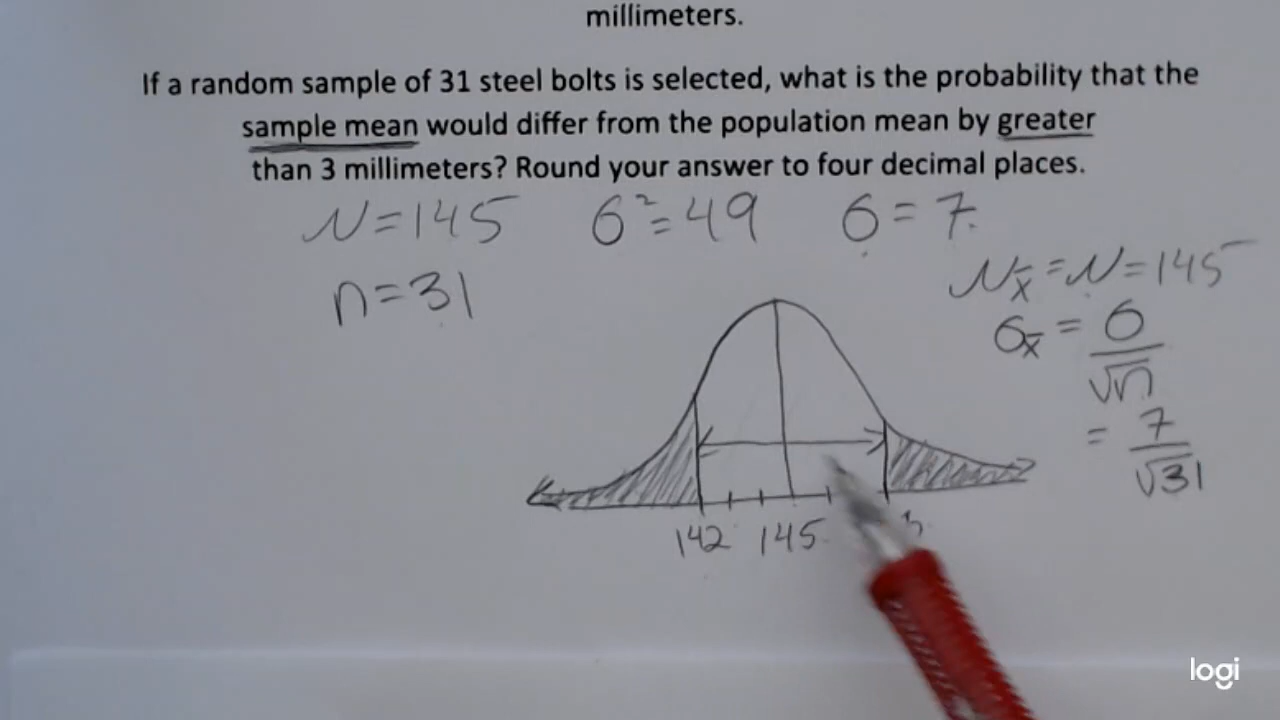 millimeters.
If a random sample of 31 steel bolts is selected, what is the probability that the
sample mean would differ from the population mean by greater
than 3 millimeters? Round your answer to four decimal places.
μ=145 σ²=49 σ=7.
n=31
μx̄=μ=145
σx̄ = σ/√n
= 7/√31
142 145
logi